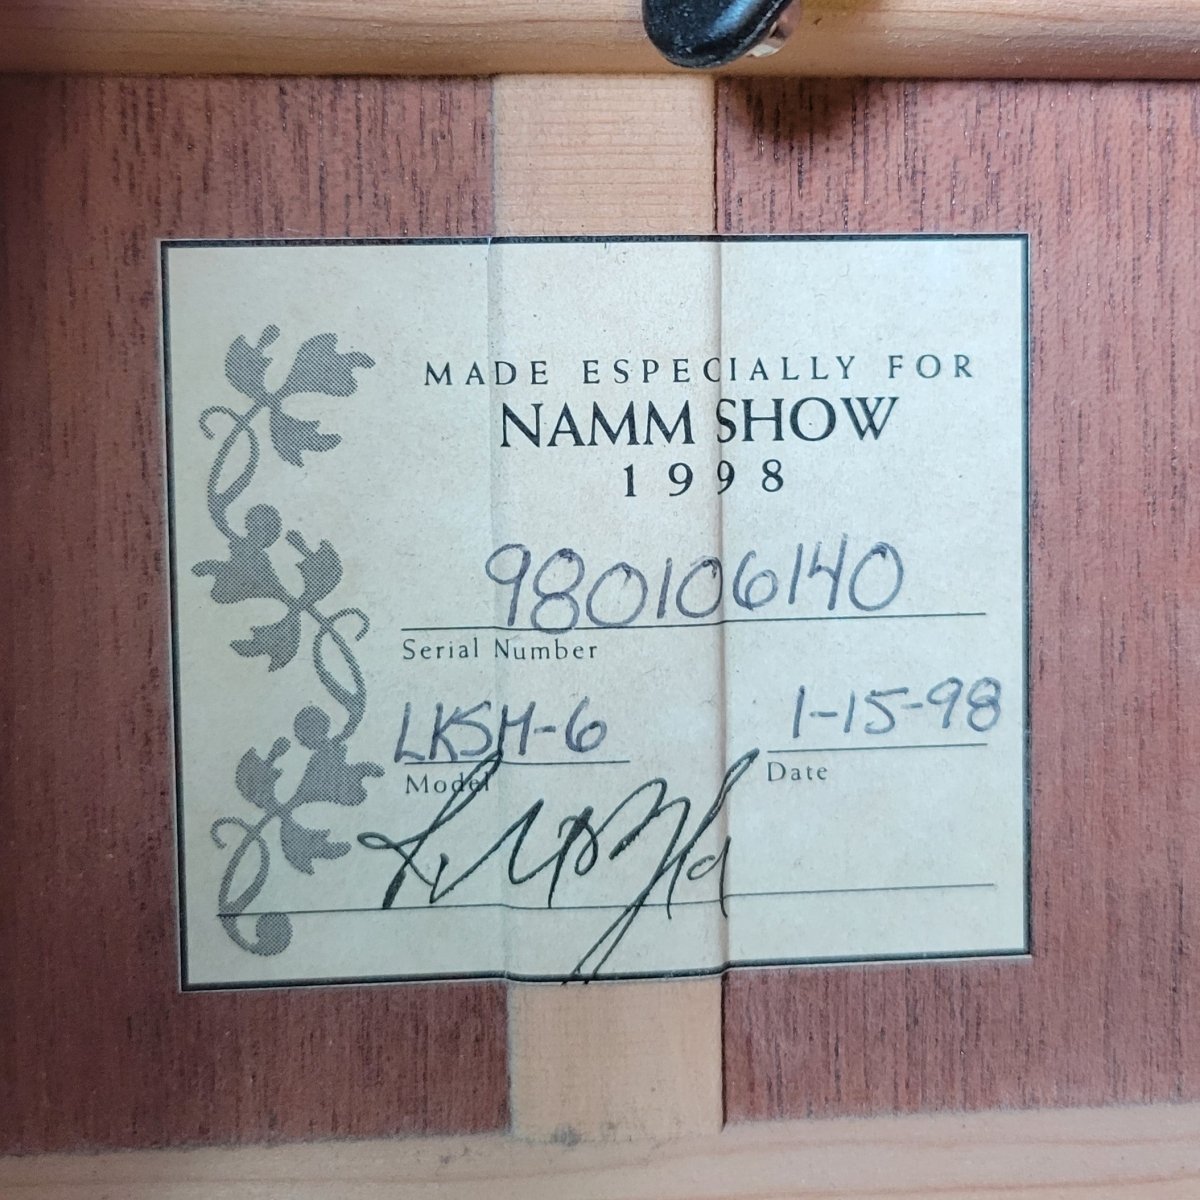 MADE ESPECIALLY FOR
NAMM SHOW
1998
980106140
Serial Number
LKSM-6
1-15-98
Model
Date